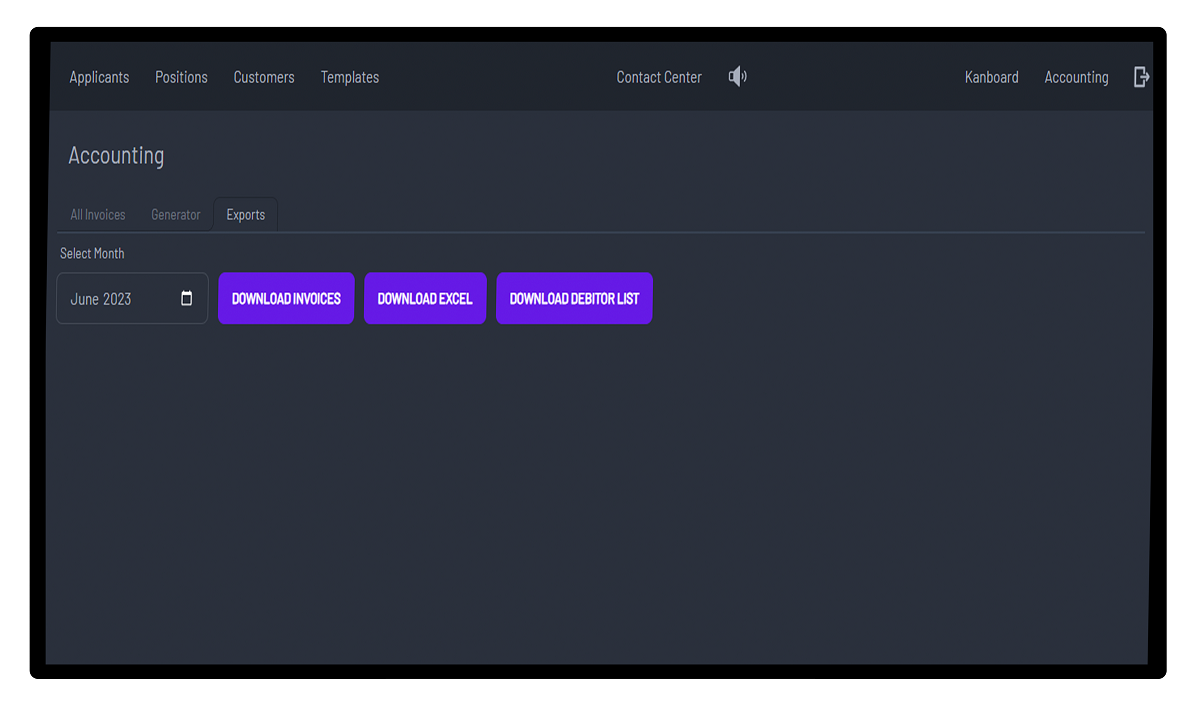 Applicants Positions Customers Templates Contact Center Kanboard Accounting
Accounting
All Invoices Generator Exports
Select Month
June 2023 DOWNLOAD INVOICES DOWNLOAD EXCEL DOWNLOAD DEBITOR LIST